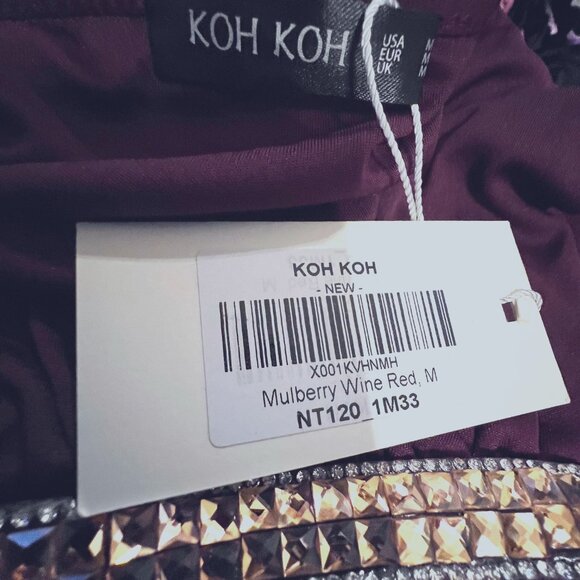 KOH KOH
USA M
EUR M
UK M
KOH KOH
- NEW -
X001KVHNMH
Mulberry Wine Red, M
NT120_1M33